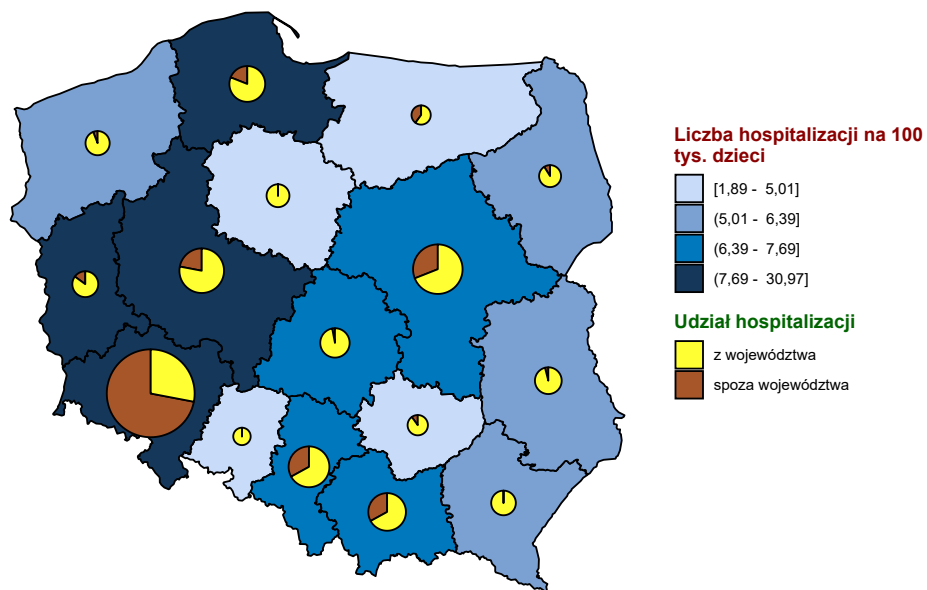 Liczba hospitalizacji na 100
tys. dzieci
[1,89 - 5,01]
(5,01 - 6,39]
(6,39 - 7,69]
(7,69 - 30,97]
Udział hospitalizacji
z województwa
spoza województwa